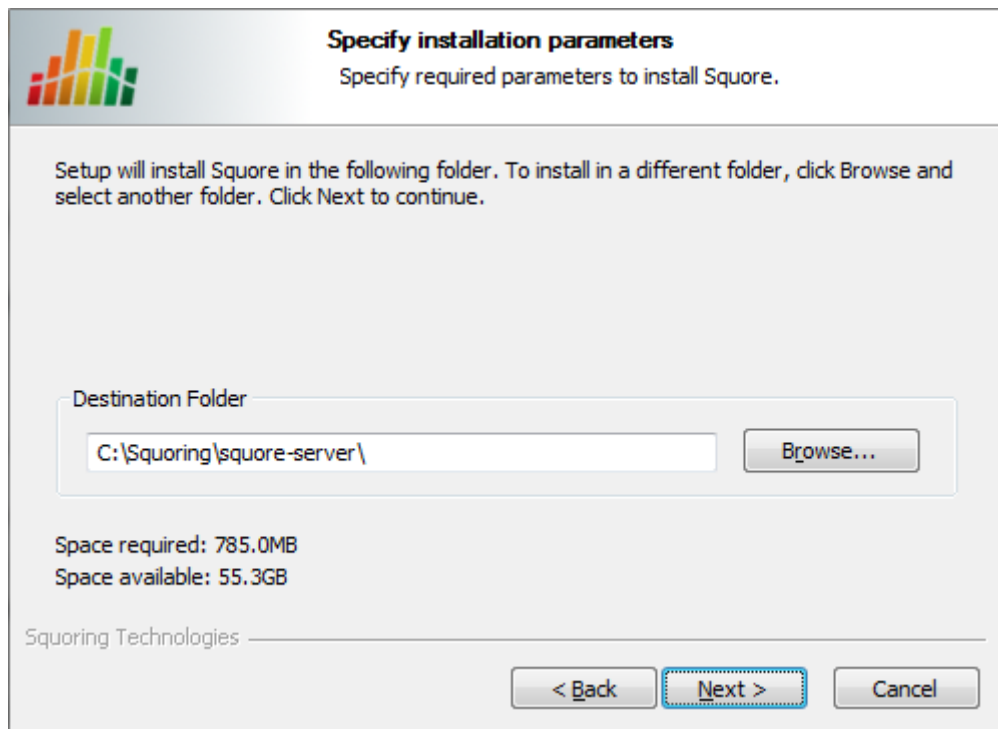 Specify installation parameters
Specify required parameters to install Squore.
Setup will install Squore in the following folder. To install in a different folder, click Browse and
select another folder. Click Next to continue.
Destination Folder
C:\Squoring\squore-server\
Browse...
Space required: 785.0MB
Space available: 55.3GB
Squoring Technologies
< Back
Next >
Cancel